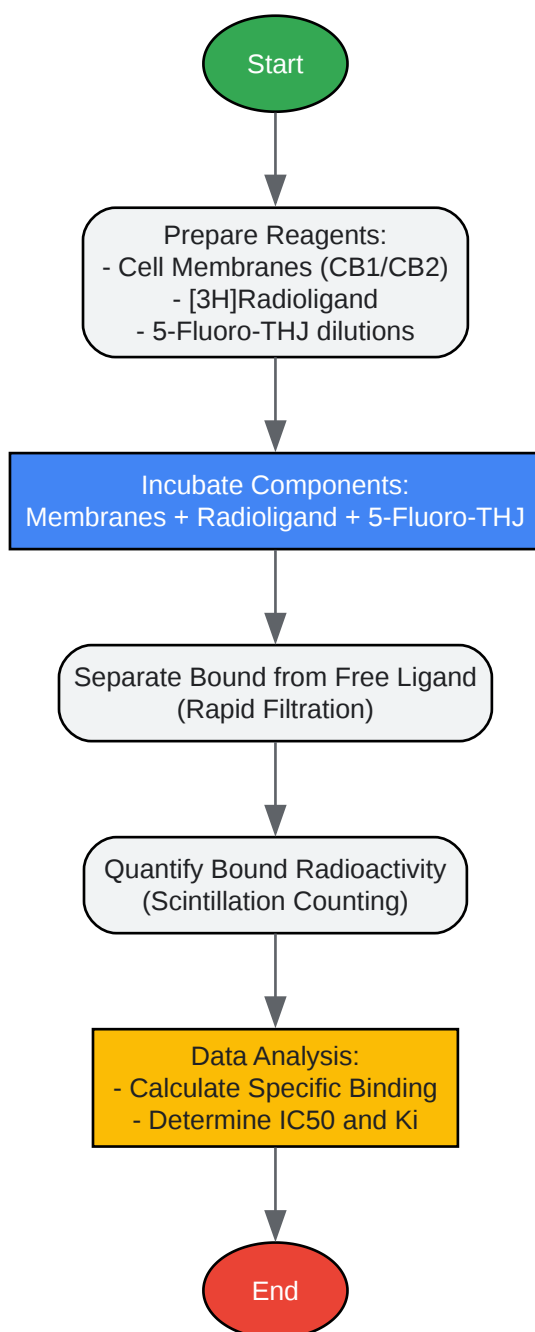 Start
Prepare Reagents:
- Cell Membranes (CB1/CB2)
- [3H]Radioligand
- 5-Fluoro-THJ dilutions
Incubate Components:
Membranes + Radioligand + 5-Fluoro-THJ
Separate Bound from Free Ligand
(Rapid Filtration)
Quantify Bound Radioactivity
(Scintillation Counting)
Data Analysis:
- Calculate Specific Binding
- Determine IC50 and Ki
End